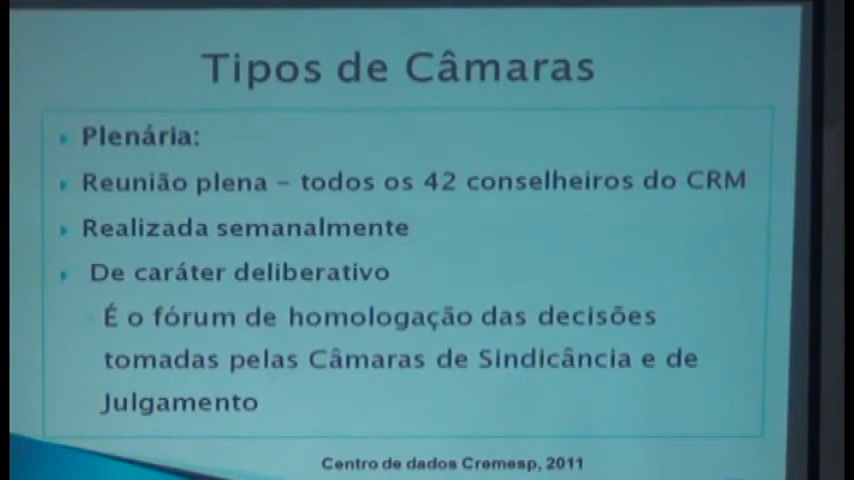 Tipos de Câmaras
Plenária:
Reunião plena – todos os 42 conselheiros do CRM
Realizada semanalmente
De caráter deliberativo
É o fórum de homologação das decisões
tomadas pelas Câmaras de Sindicância e de
Julgamento
Centro de dados Cremesp, 2011